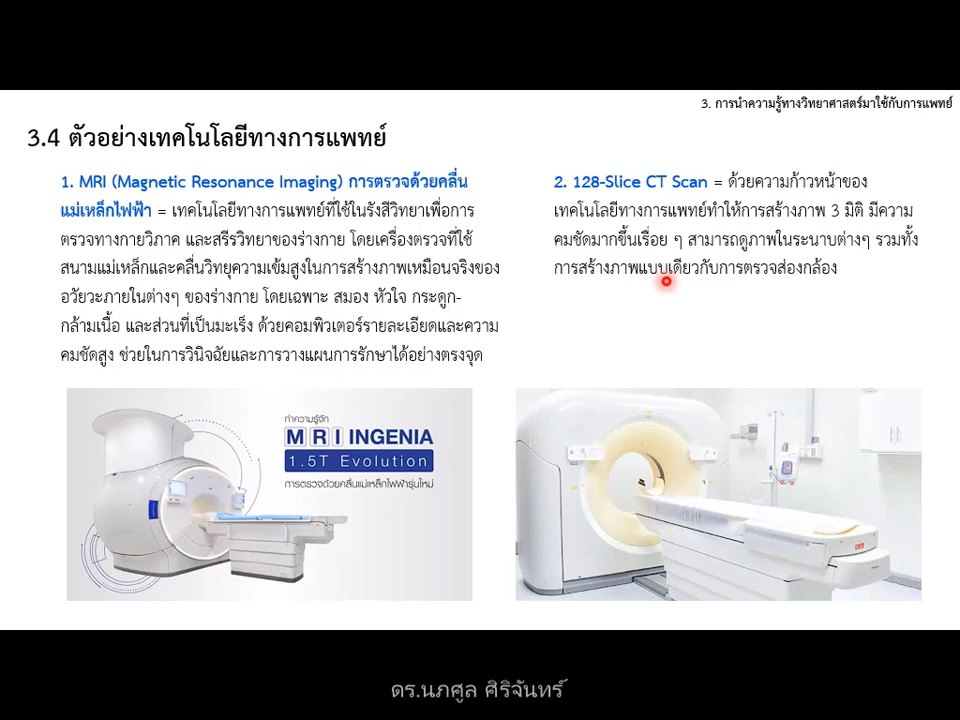 3. การนำความรู้ทางวิทยาศาสตร์มาใช้กับการแพทย์
3.4 ตัวอย่างเทคโนโลยีทางการแพทย์
1. MRI (Magnetic Resonance Imaging) การตรวจด้วยคลื่น
แม่เหล็กไฟฟ้า = เทคโนโลยีทางการแพทย์ที่ใช้ในรังสีวิทยาเพื่อการ
ตรวจทางกายวิภาค และสรีรวิทยาของร่างกาย โดยเครื่องตรวจที่ใช้
สนามแม่เหล็กและคลื่นวิทยุความเข้มสูงในการสร้างภาพเหมือนจริงของ
อวัยวะภายในต่างๆ ของร่างกาย โดยเฉพาะ สมอง หัวใจ กระดูก-
กล้ามเนื้อ และส่วนที่เป็นมะเร็ง ด้วยคอมพิวเตอร์รายละเอียดและความ
คมชัดสูง ช่วยในการวินิจฉัยและการวางแผนการรักษาได้อย่างตรงจุด
2. 128-Slice CT Scan = ด้วยความก้าวหน้าของ
เทคโนโลยีทางการแพทย์ทำให้การสร้างภาพ 3 มิติ มีความ
คมชัดมากขึ้นเรื่อย ๆ สามารถดูภาพในระนาบต่างๆ รวมทั้ง
การสร้างภาพแบบเดียวกับการตรวจส่องกล้อง
ทำความรู้จัก
MRI INGENIA
1.5T Evolution
การตรวจด้วยคลื่นแม่เหล็กไฟฟ้ารุ่นใหม่
ดร.นภศูล ศิริจันทร์